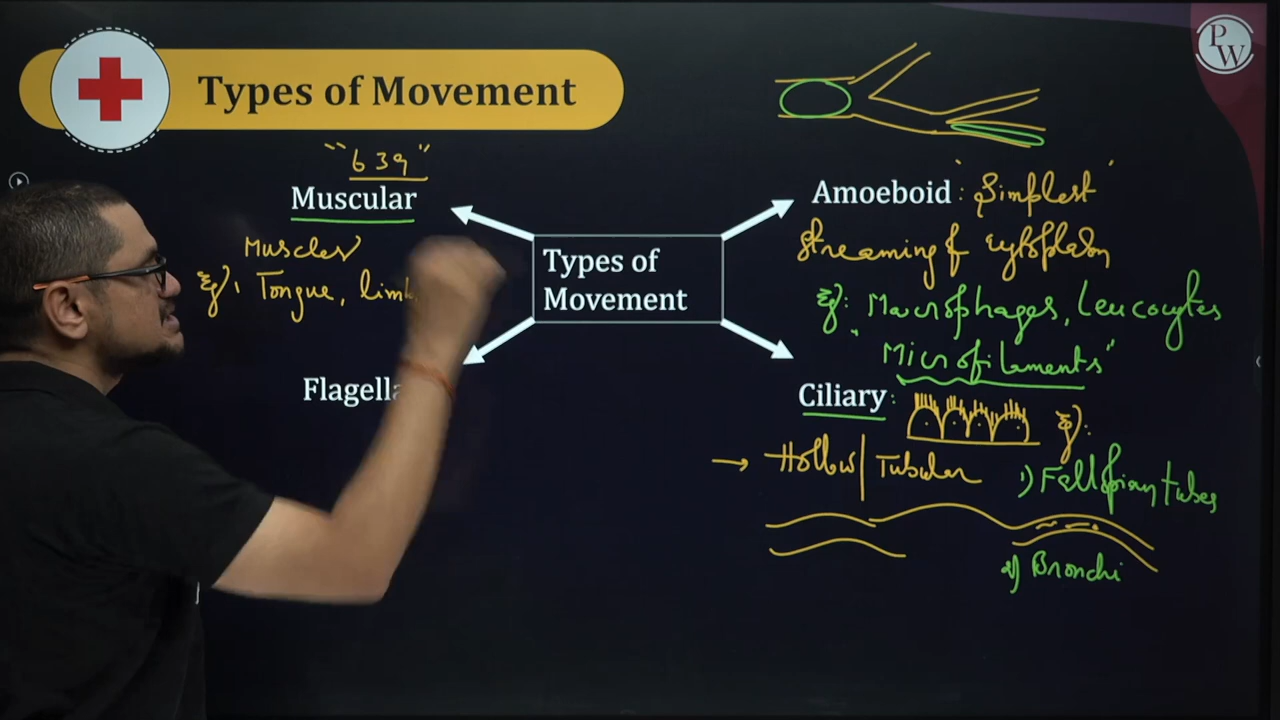 PW
Types of Movement
"639"
Muscular
Muscles
Eg: Tongue, limb
Flagella
Types of
Movement
Amoeboid : "Simplest"
Streaming of cytoplasm
Eg: Macrophages, Leucocytes
"Microfilaments"
Ciliary : Eg:
→ Hollow | Tubular
1) Fallopian tubes
2) Bronchi